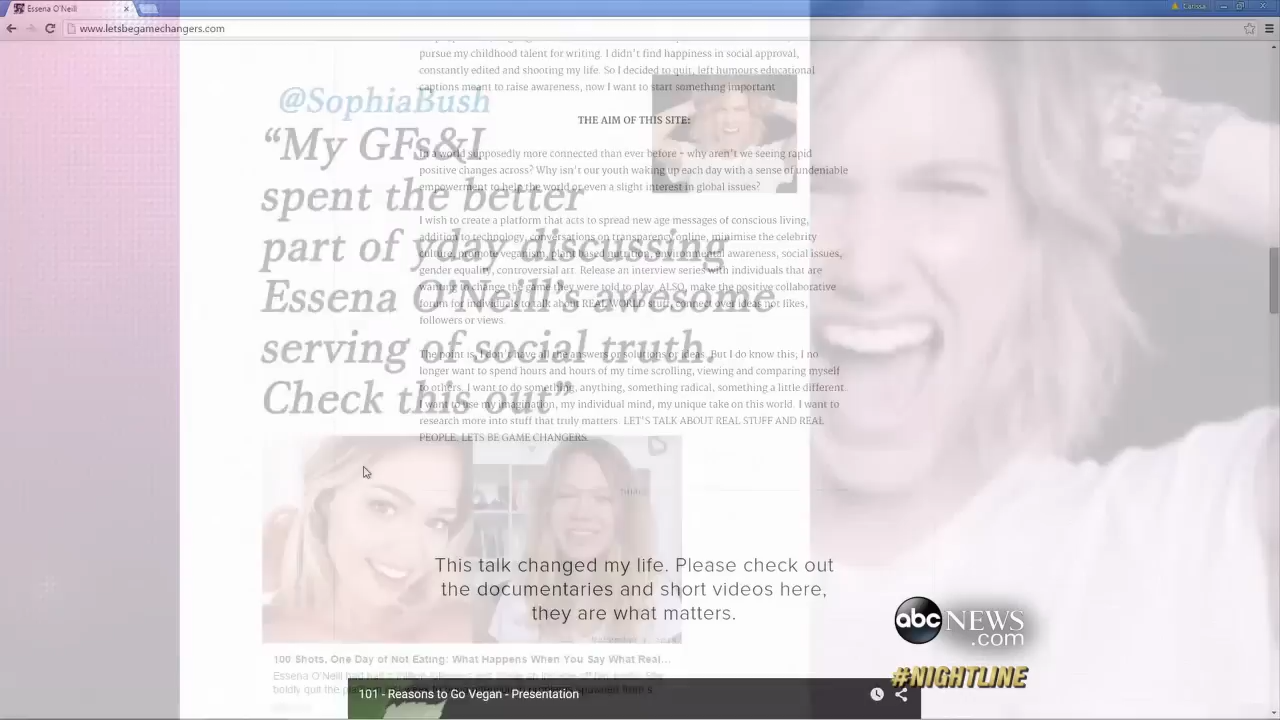 Essena O'Neill
Carissa
www.letsbegamechangers.com
pursue my childhood talent for writng. I didn't find happiness in social approval,
constantly edited and shooting my life. So I decided to quit, left humours educational
captions meant to raise awareness, now I want to start something important
@SophiaBush
THE AIM OF THIS SITE:
“My GFs&I
spent the better
part of yday discussing
Essena O'Neill's awesome
serving of social truth.
Check this out”
In a world supposedly more connected than ever before - why aren't we seeing rapid
positive changes across? Why isn't our youth waking up each day with a sense of undeniable
empowerment to help the world or even a slight interest in global issues?
I wish to create a platform that acts to spread new age messages of conscious living,
addition to technology, conversations on transparency online, minimise the celebrity
culture, promote veganism, plant based nutrition, environmental awareness, social issues,
gender equality, controversial art. Release an interview series with individuals that are
wanting to change the game they were told to play. ALSO, make the positive collaborative
forum for individuals to talk about REAL WORLD stuff, connect over ideas not likes,
followers or views.
The point is, I don't have all the answers or solutions or ideas. But I do know this; I no
longer want to spend hours and hours of my time scrolling, viewing and comparing myself
to others. I want to do something, anything, something radical, something a little different.
I want to use my imagination, my individual mind, my unique take on this world. I want to
research more into stuff that truly matters. LET'S TALK ABOUT REAL STUFF AND REAL
PEOPLE. LETS BE GAME CHANGERS.
This talk changed my life. Please check out
the documentaries and short videos here,
they are what matters.
abc NEWS
.com
#NIGHTLINE
100 Shots, One Day of Not Eating: What Happens When You Say What Real...
Essena O'Neill had
boldly quit the
101 - Reasons to Go Vegan - Presentation